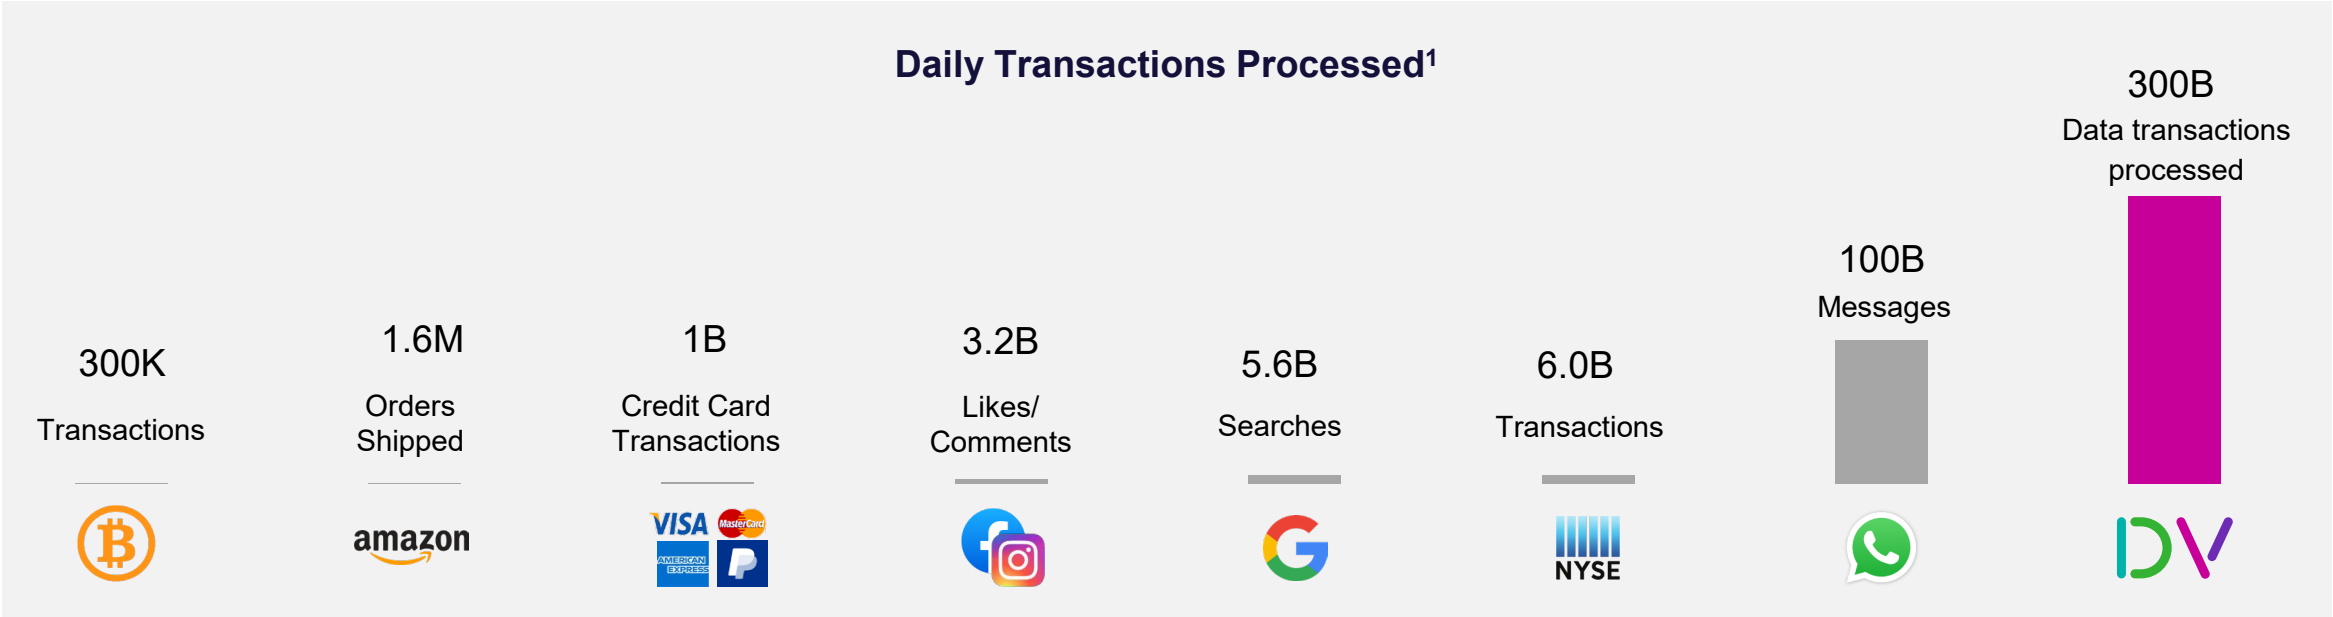 Daily Transactions Processed¹
300K
Transactions
1.6M
Orders
Shipped
amazon
1B
Credit Card
Transactions
VISA
MasterCard
AMERICAN
EXPRESS
3.2B
Likes/
Comments
5.6B
Searches
6.0B
Transactions
NYSE
100B
Messages
300B
Data transactions
processed
DV